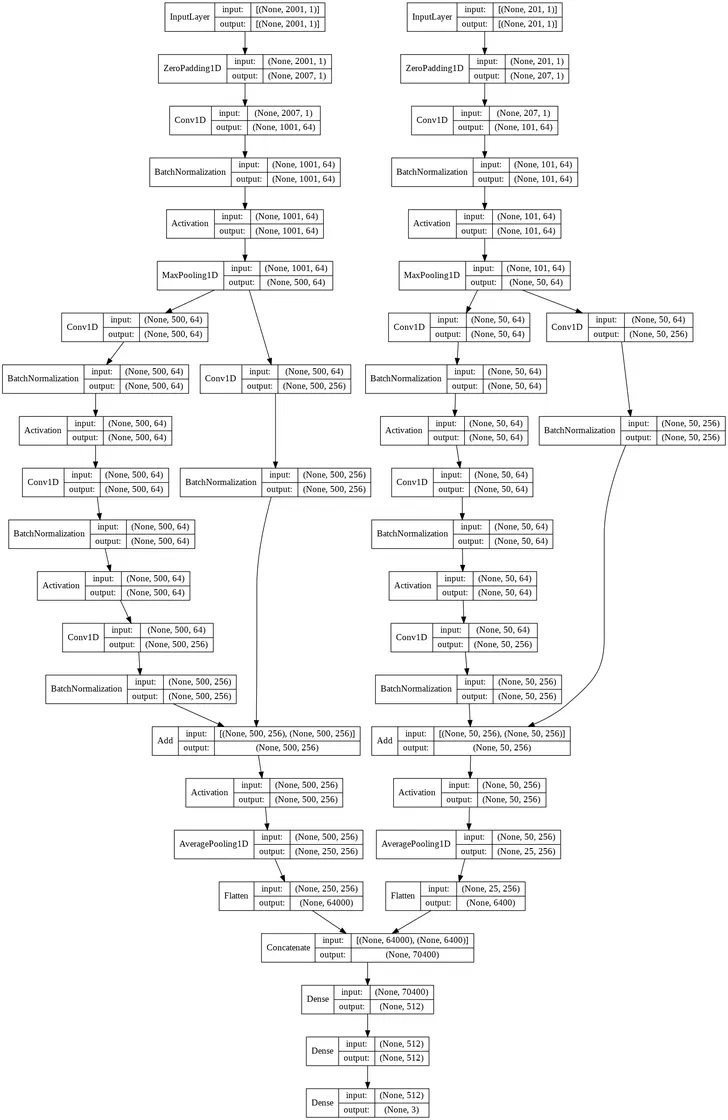 InputLayer input: [(None, 2001, 1)]
output: [(None, 2001, 1)]
InputLayer input: [(None, 201, 1)]
output: [(None, 201, 1)]
ZeroPadding1D input: (None, 2001, 1)
output: (None, 2007, 1)
ZeroPadding1D input: (None, 201, 1)
output: (None, 207, 1)
Conv1D input: (None, 2007, 1)
output: (None, 1001, 64)
Conv1D input: (None, 207, 1)
output: (None, 101, 64)
BatchNormalization input: (None, 1001, 64)
output: (None, 1001, 64)
BatchNormalization input: (None, 101, 64)
output: (None, 101, 64)
Activation input: (None, 1001, 64)
output: (None, 1001, 64)
Activation input: (None, 101, 64)
output: (None, 101, 64)
MaxPooling1D input: (None, 1001, 64)
output: (None, 500, 64)
MaxPooling1D input: (None, 101, 64)
output: (None, 50, 64)
Conv1D input: (None, 500, 64)
output: (None, 500, 64)
Conv1D input: (None, 50, 64)
output: (None, 50, 64)
Conv1D input: (None, 50, 64)
output: (None, 50, 256)
BatchNormalization input: (None, 500, 64)
output: (None, 500, 64)
Conv1D input: (None, 500, 64)
output: (None, 500, 256)
BatchNormalization input: (None, 50, 64)
output: (None, 50, 64)
Activation input: (None, 500, 64)
output: (None, 500, 64)
Activation input: (None, 50, 64)
output: (None, 50, 64)
BatchNormalization input: (None, 50, 256)
output: (None, 50, 256)
Conv1D input: (None, 500, 64)
output: (None, 500, 64)
BatchNormalization input: (None, 500, 256)
output: (None, 500, 256)
Conv1D input: (None, 50, 64)
output: (None, 50, 64)
BatchNormalization input: (None, 500, 64)
output: (None, 500, 64)
BatchNormalization input: (None, 50, 64)
output: (None, 50, 64)
Activation input: (None, 500, 64)
output: (None, 500, 64)
Activation input: (None, 50, 64)
output: (None, 50, 64)
Conv1D input: (None, 500, 64)
output: (None, 500, 256)
Conv1D input: (None, 50, 64)
output: (None, 50, 256)
BatchNormalization input: (None, 500, 256)
output: (None, 500, 256)
BatchNormalization input: (None, 50, 256)
output: (None, 50, 256)
Add input: [(None, 500, 256), (None, 500, 256)]
output: (None, 500, 256)
Add input: [(None, 50, 256), (None, 50, 256)]
output: (None, 50, 256)
Activation input: (None, 500, 256)
output: (None, 500, 256)
Activation input: (None, 50, 256)
output: (None, 50, 256)
AveragePooling1D input: (None, 500, 256)
output: (None, 250, 256)
AveragePooling1D input: (None, 50, 256)
output: (None, 25, 256)
Flatten input: (None, 250, 256)
output: (None, 64000)
Flatten input: (None, 25, 256)
output: (None, 6400)
Concatenate input: [(None, 64000), (None, 6400)]
output: (None, 70400)
Dense input: (None, 70400)
output: (None, 512)
Dense input: (None, 512)
output: (None, 512)
Dense input: (None, 512)
output: (None, 3)